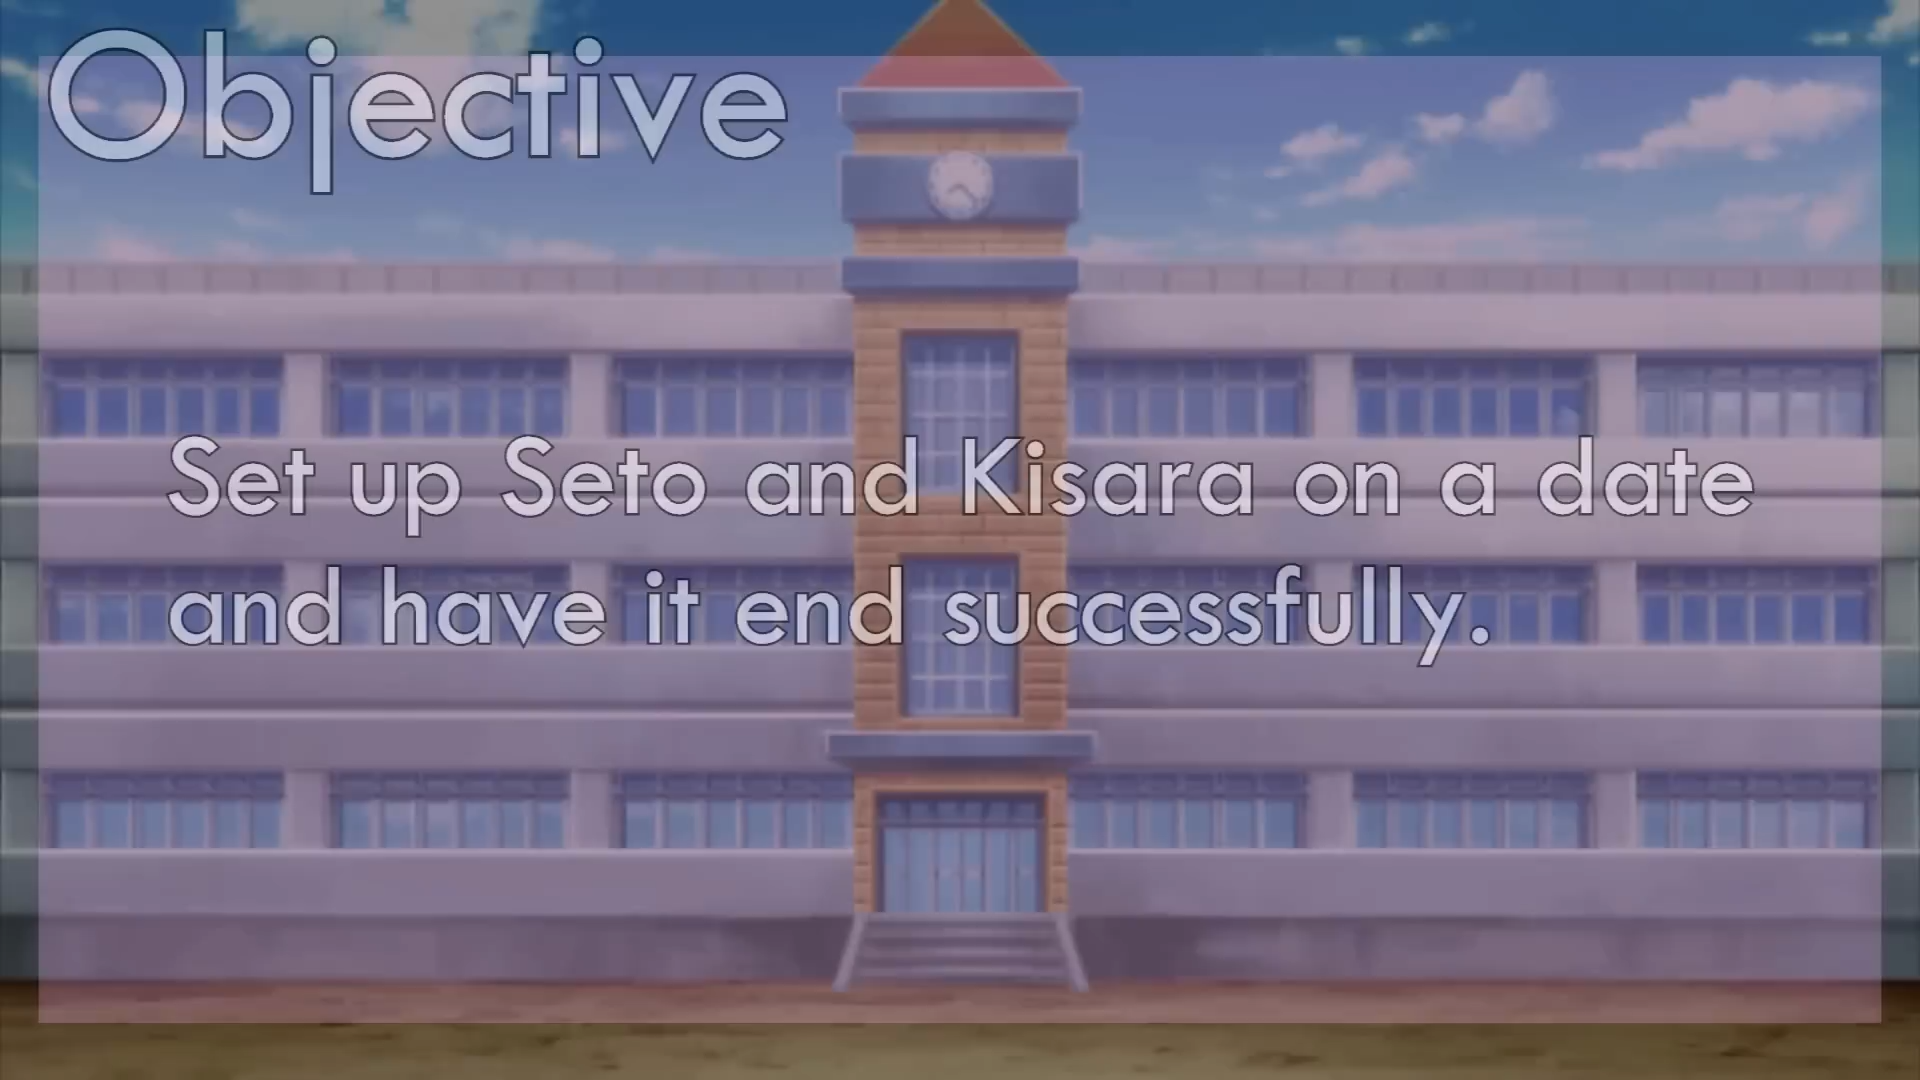 Objective
Set up Seto and Kisara on a date
and have it end successfully.